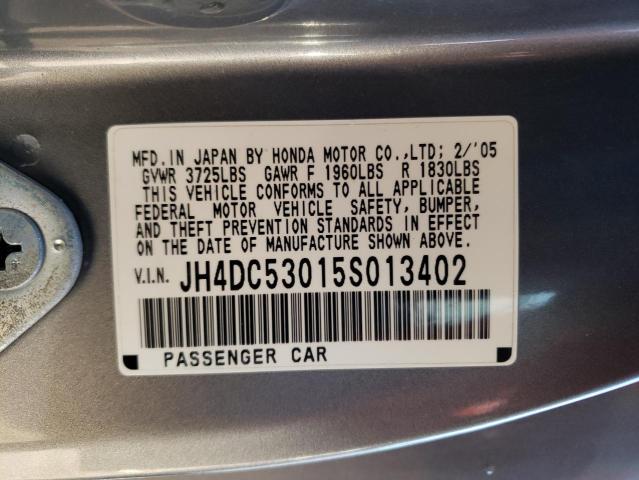 MFD.IN JAPAN BY HONDA MOTOR CO.,LTD; 2/'05
GVWR 3725LBS GAWR F 1960LBS R 1830LBS
THIS VEHICLE CONFORMS TO ALL APPLICABLE
FEDERAL MOTOR VEHICLE SAFETY, BUMPER,
AND THEFT PREVENTION STANDARDS IN EFFECT
ON THE DATE OF MANUFACTURE SHOWN ABOVE.
V.I.N. JH4DC53015S013402
PASSENGER CAR